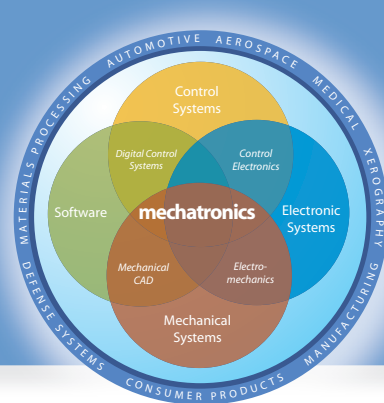 MATERIALS PROCESSING AUTOMOTIVE AEROSPACE MEDICAL XEROGRAPHY MANUFACTURING CONSUMER PRODUCTS DEFENSE SYSTEMS
Control
Systems
Digital Control
Systems
Control
Electronics
Software
mechatronics
Electronic
Systems
Mechanical
CAD
Electro-
mechanics
Mechanical
Systems